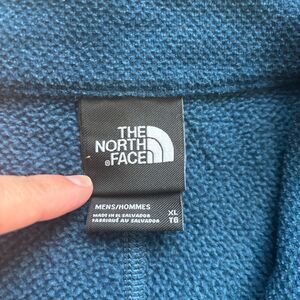 THE
NORTH
®FACE
MENS/HOMMES
MADE IN EL SALVADOR
FABRIQUÉ AU SALVADOR
XL
TG